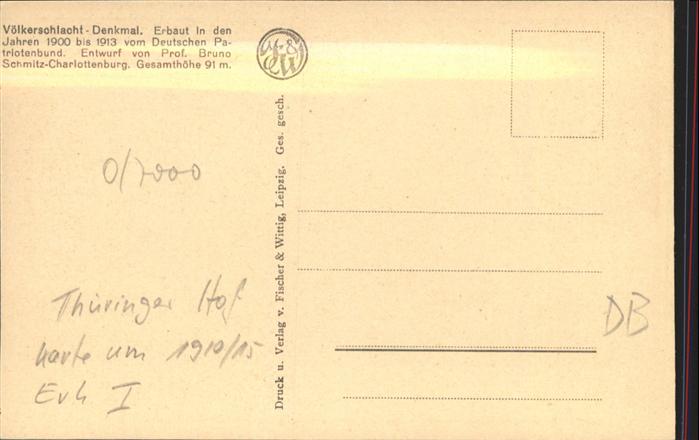 Völkerschlacht-Denkmal. Erbaut in den
Jahren 1900 bis 1913 vom Deutschen Pa-
triotenbund. Entwurf von Prof. Bruno
Schmitz-Charlottenburg. Gesamthöhe 91 m.
0/7000
Thüringer Hof
Karte um 1910/15
Erh I
Druck u. Verlag v. Fischer & Wittig, Leipzig. Ges. gesch.
DB